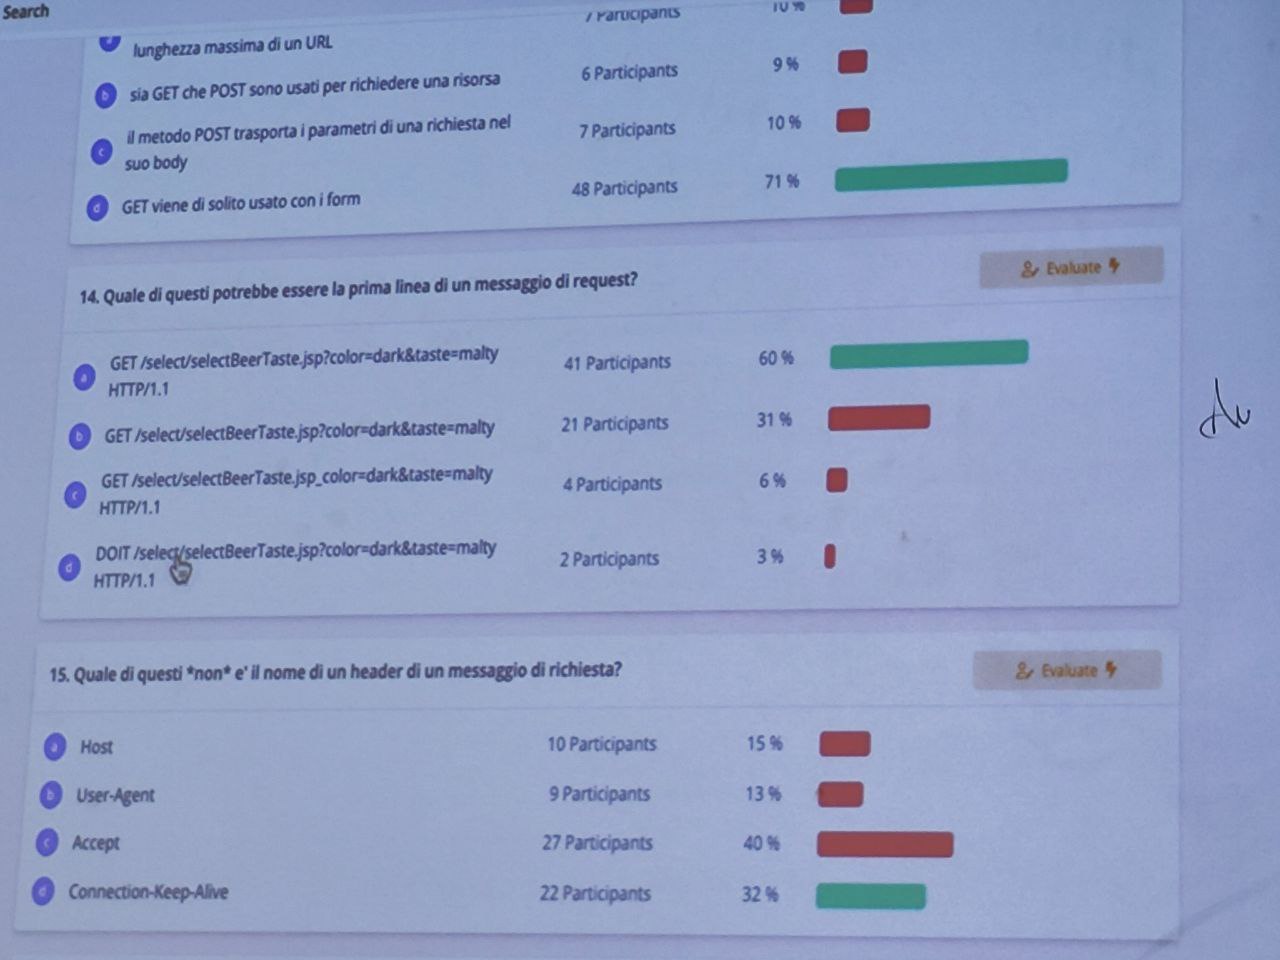 Search
7 Participants 10 %
lunghezza massima di un URL
b sia GET che POST sono usati per richiedere una risorsa 6 Participants 9 %
c il metodo POST trasporta i parametri di una richiesta nel 7 Participants 10 %
suo body
d GET viene di solito usato con i form 48 Participants 71 %
14. Quale di questi potrebbe essere la prima linea di un messaggio di request? Evaluate
a GET /select/selectBeerTaste.jsp?color=dark&taste=malty 41 Participants 60 %
HTTP/1.1
b GET /select/selectBeerTaste.jsp?color=dark&taste=malty 21 Participants 31 %
c GET /select/selectBeerTaste.jsp_color=dark&taste=malty 4 Participants 6 %
HTTP/1.1
d DOIT /select/selectBeerTaste.jsp?color=dark&taste=malty 2 Participants 3 %
HTTP/1.1
15. Quale di questi *non* e' il nome di un header di un messaggio di richiesta? Evaluate
a Host 10 Participants 15 %
b User-Agent 9 Participants 13 %
c Accept 27 Participants 40 %
d Connection-Keep-Alive 22 Participants 32 %